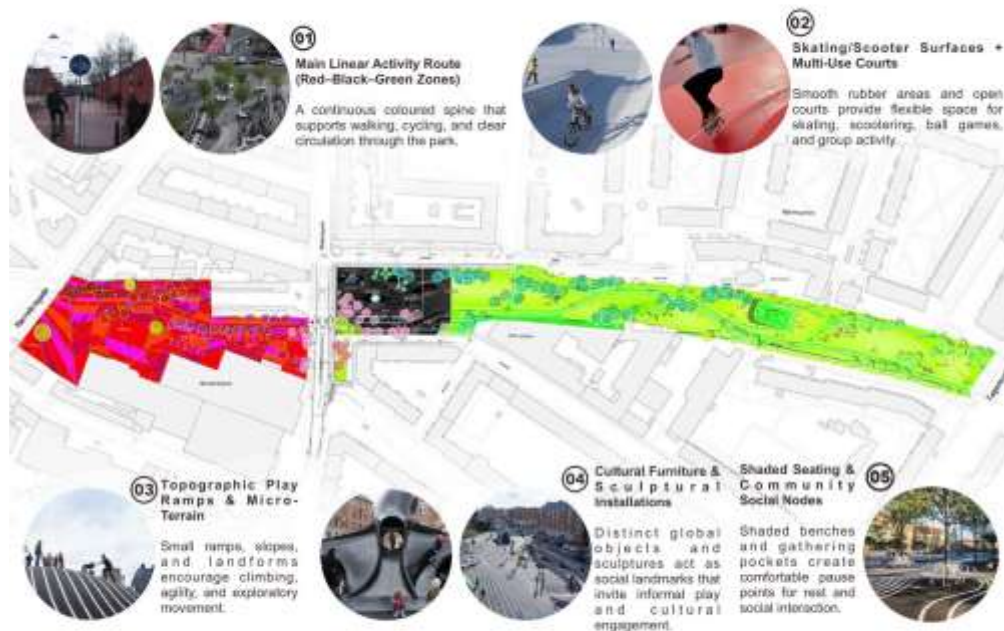 01
Main Linear Activity Route
(Red–Black–Green Zones)
A continuous coloured spine that
supports walking, cycling, and clear
circulation through the park.
02
Skating/Scooter Surfaces +
Multi-Use Courts
Smooth rubber areas and open
courts provide flexible space for
skating, scootering, ball games,
and group activity.
03
Topographic Play
Ramps & Micro-
Terrain
Small ramps, slopes,
and landforms
encourage climbing,
agility, and exploratory
movement.
04
Cultural Furniture &
Sculptural
Installations
Distinct global
objects and
sculptures act as
social landmarks that
invite informal play
and cultural
engagement.
Shaded Seating &
Community
Social Nodes
05
Shaded benches
and gathering
pockets create
comfortable pause
points for rest and
social interaction.